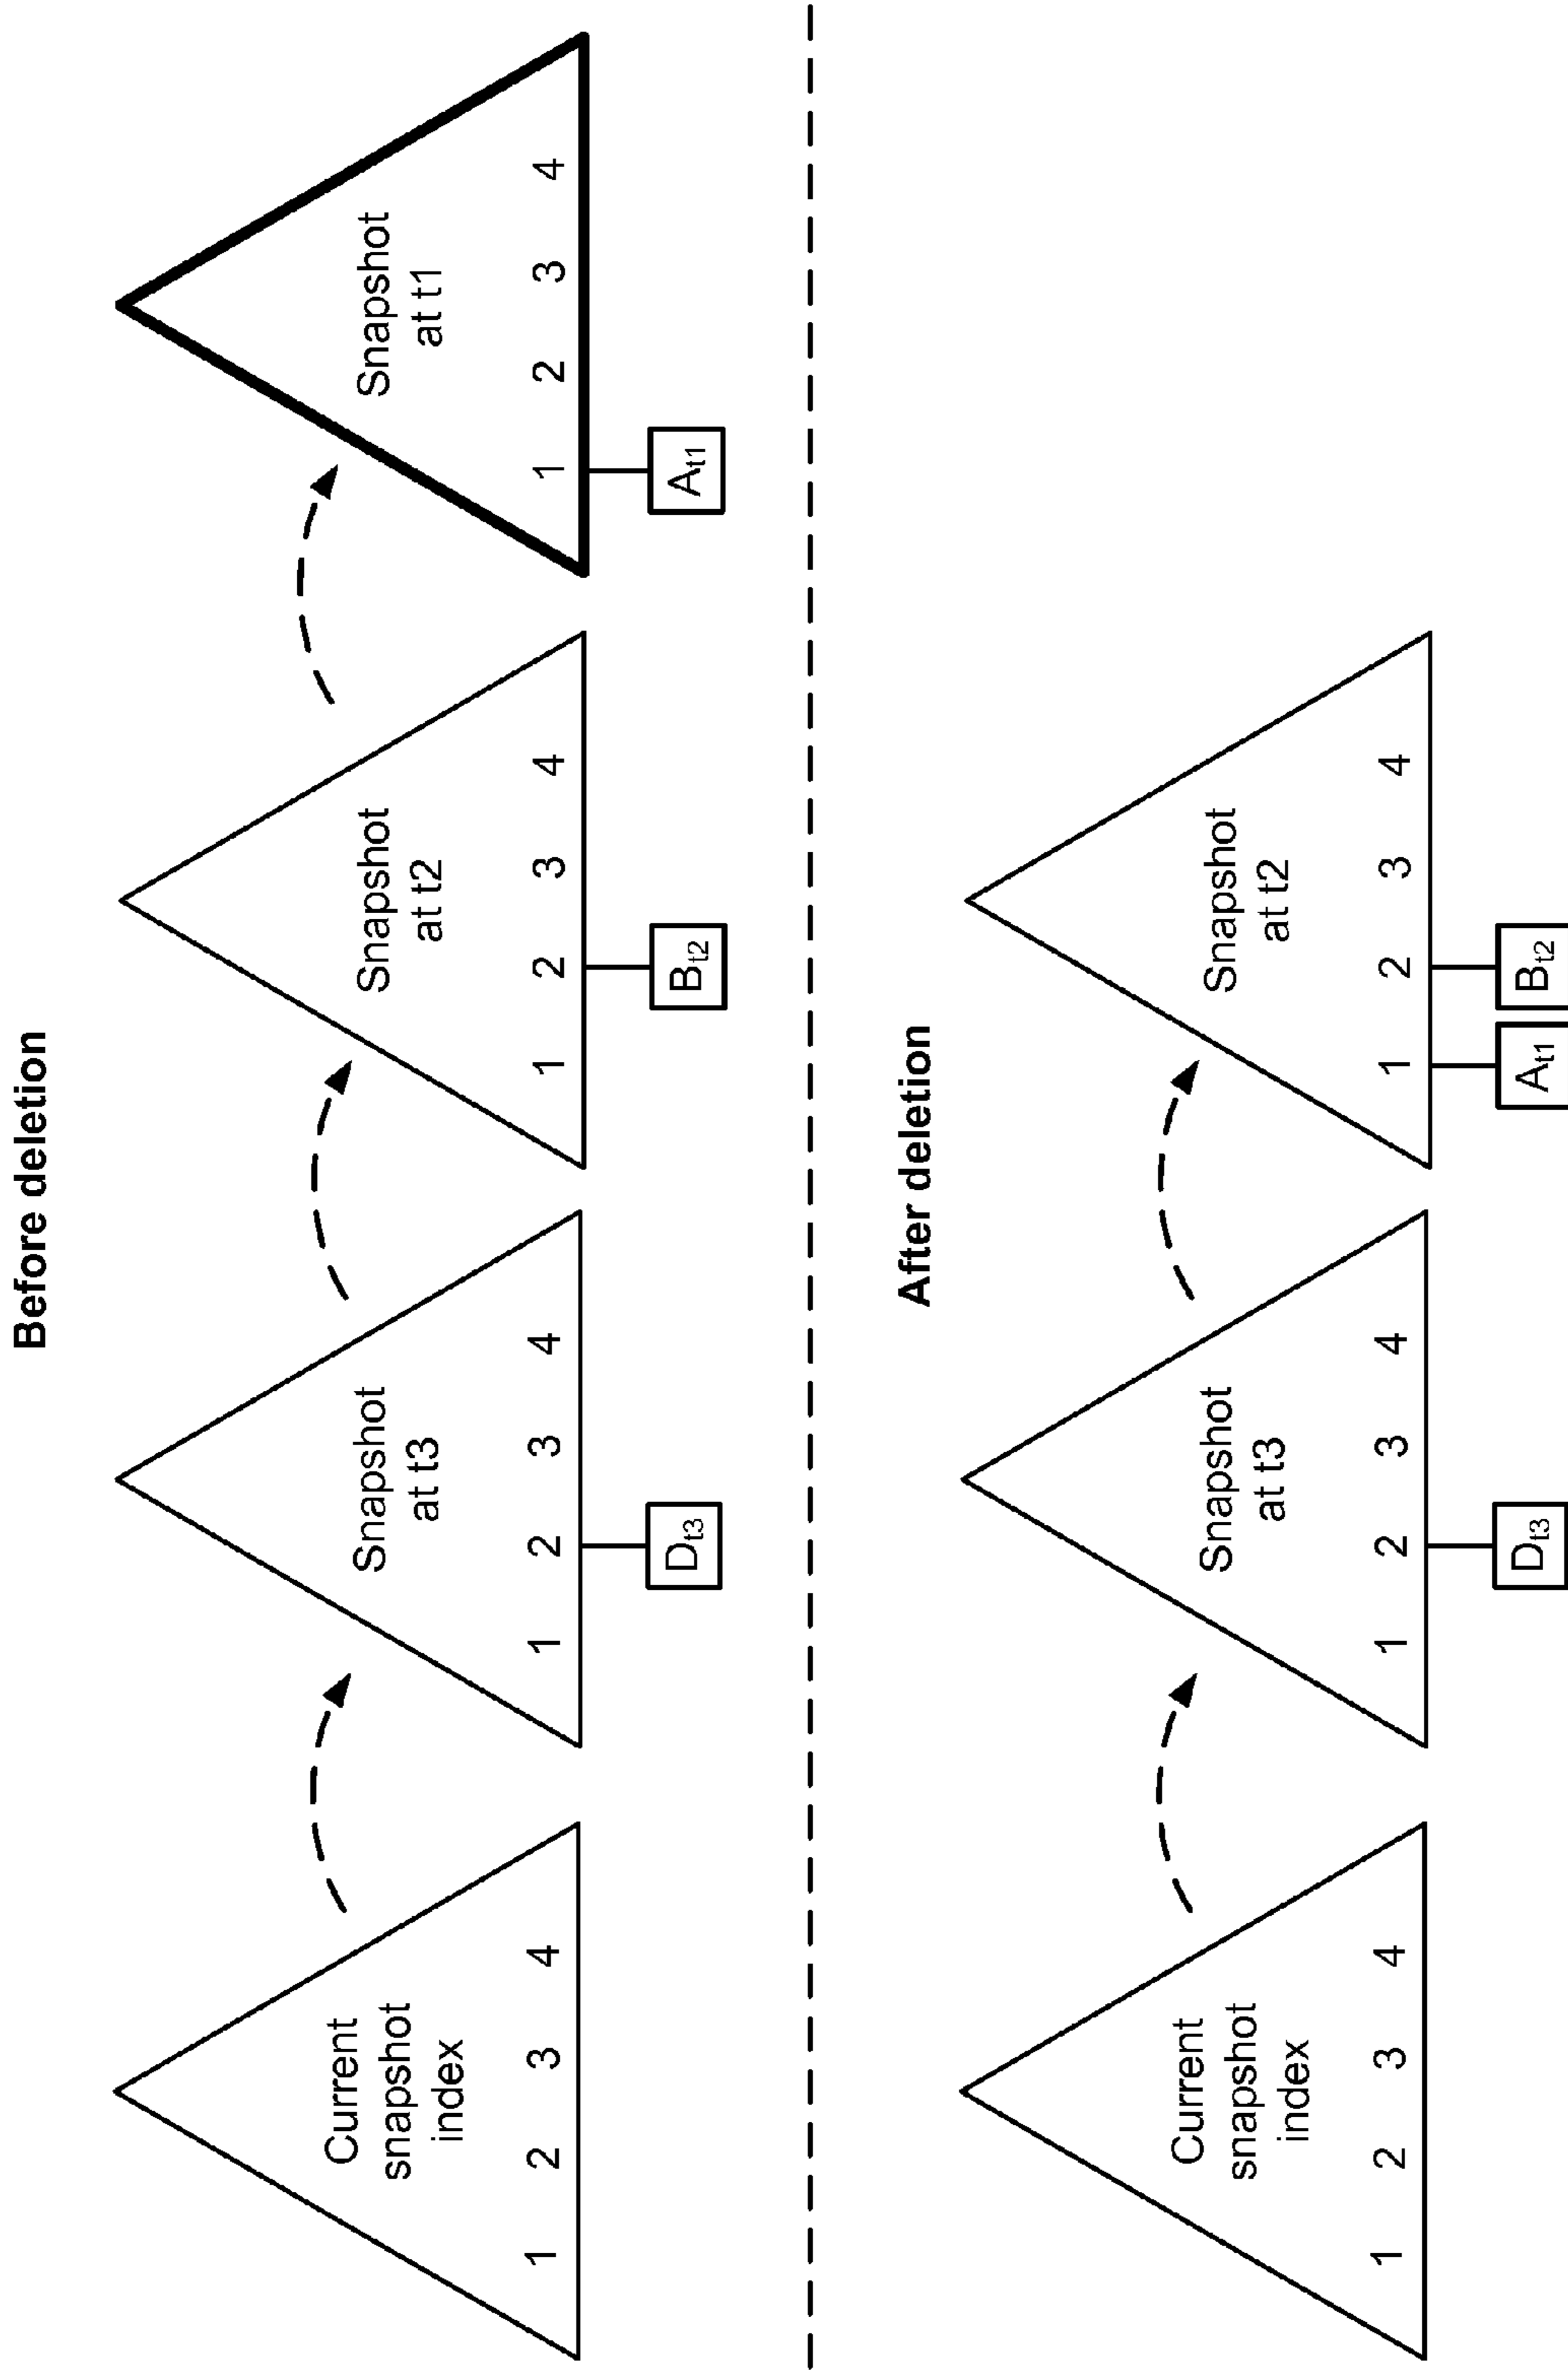 Before deletion
Current
snapshot
index
1 2 3 4
Snapshot
at t3
1 2 3 4
Dt3
Snapshot
at t2
1 2 3 4
Bt2
Snapshot
at t1
1 2 3 4
At1
After deletion
Current
snapshot
index
1 2 3 4
Snapshot
at t3
1 2 3 4
Dt3
Snapshot
at t2
1 2 3 4
At1 Bt2